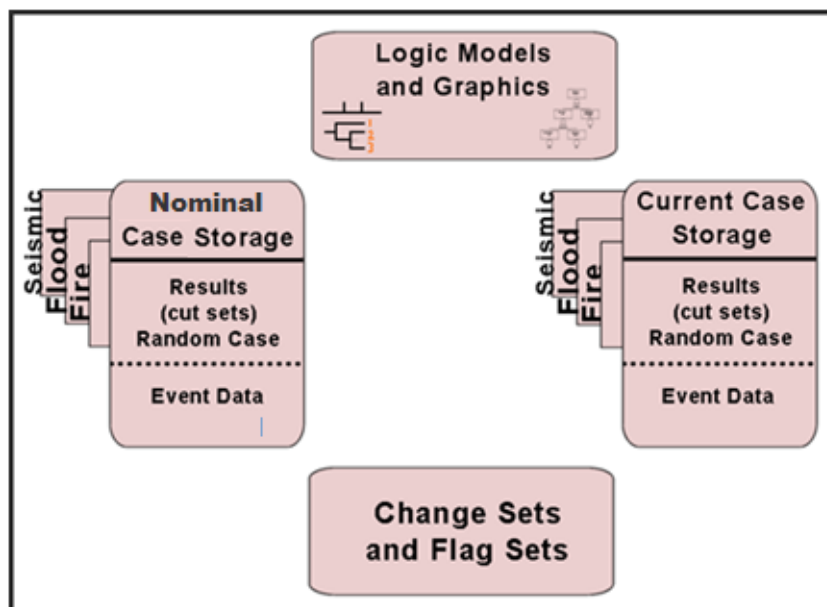 Logic Models
and Graphics
Seismic
Flood
Fire
Nominal
Case Storage
Results
(cut sets)
Random Case
Event Data
Seismic
Flood
Fire
Current Case
Storage
Results
(cut sets)
Random Case
Event Data
Change Sets
and Flag Sets